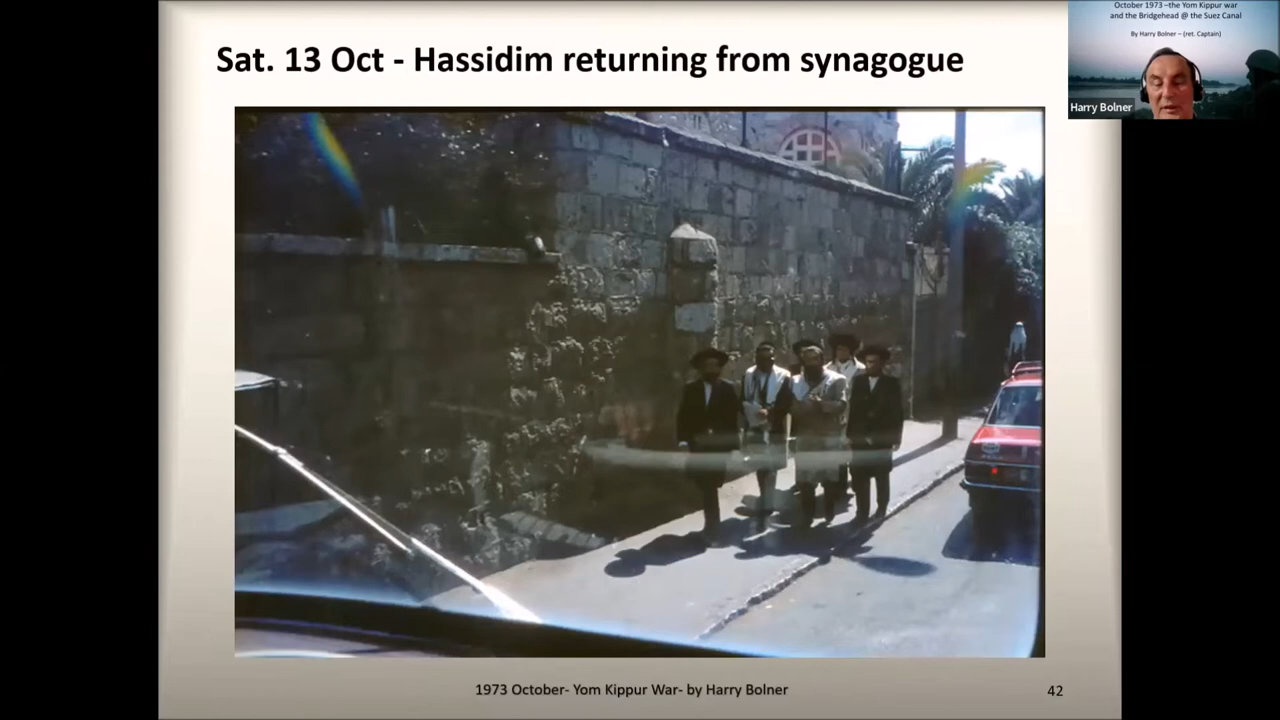 Sat. 13 Oct - Hassidim returning from synagogue
October 1973 –the Yom Kippur war
and the Bridgehead @ the Suez Canal
By Harry Bolner – (ret. Captain)
Harry Bolner
1973 October- Yom Kippur War- by Harry Bolner
42